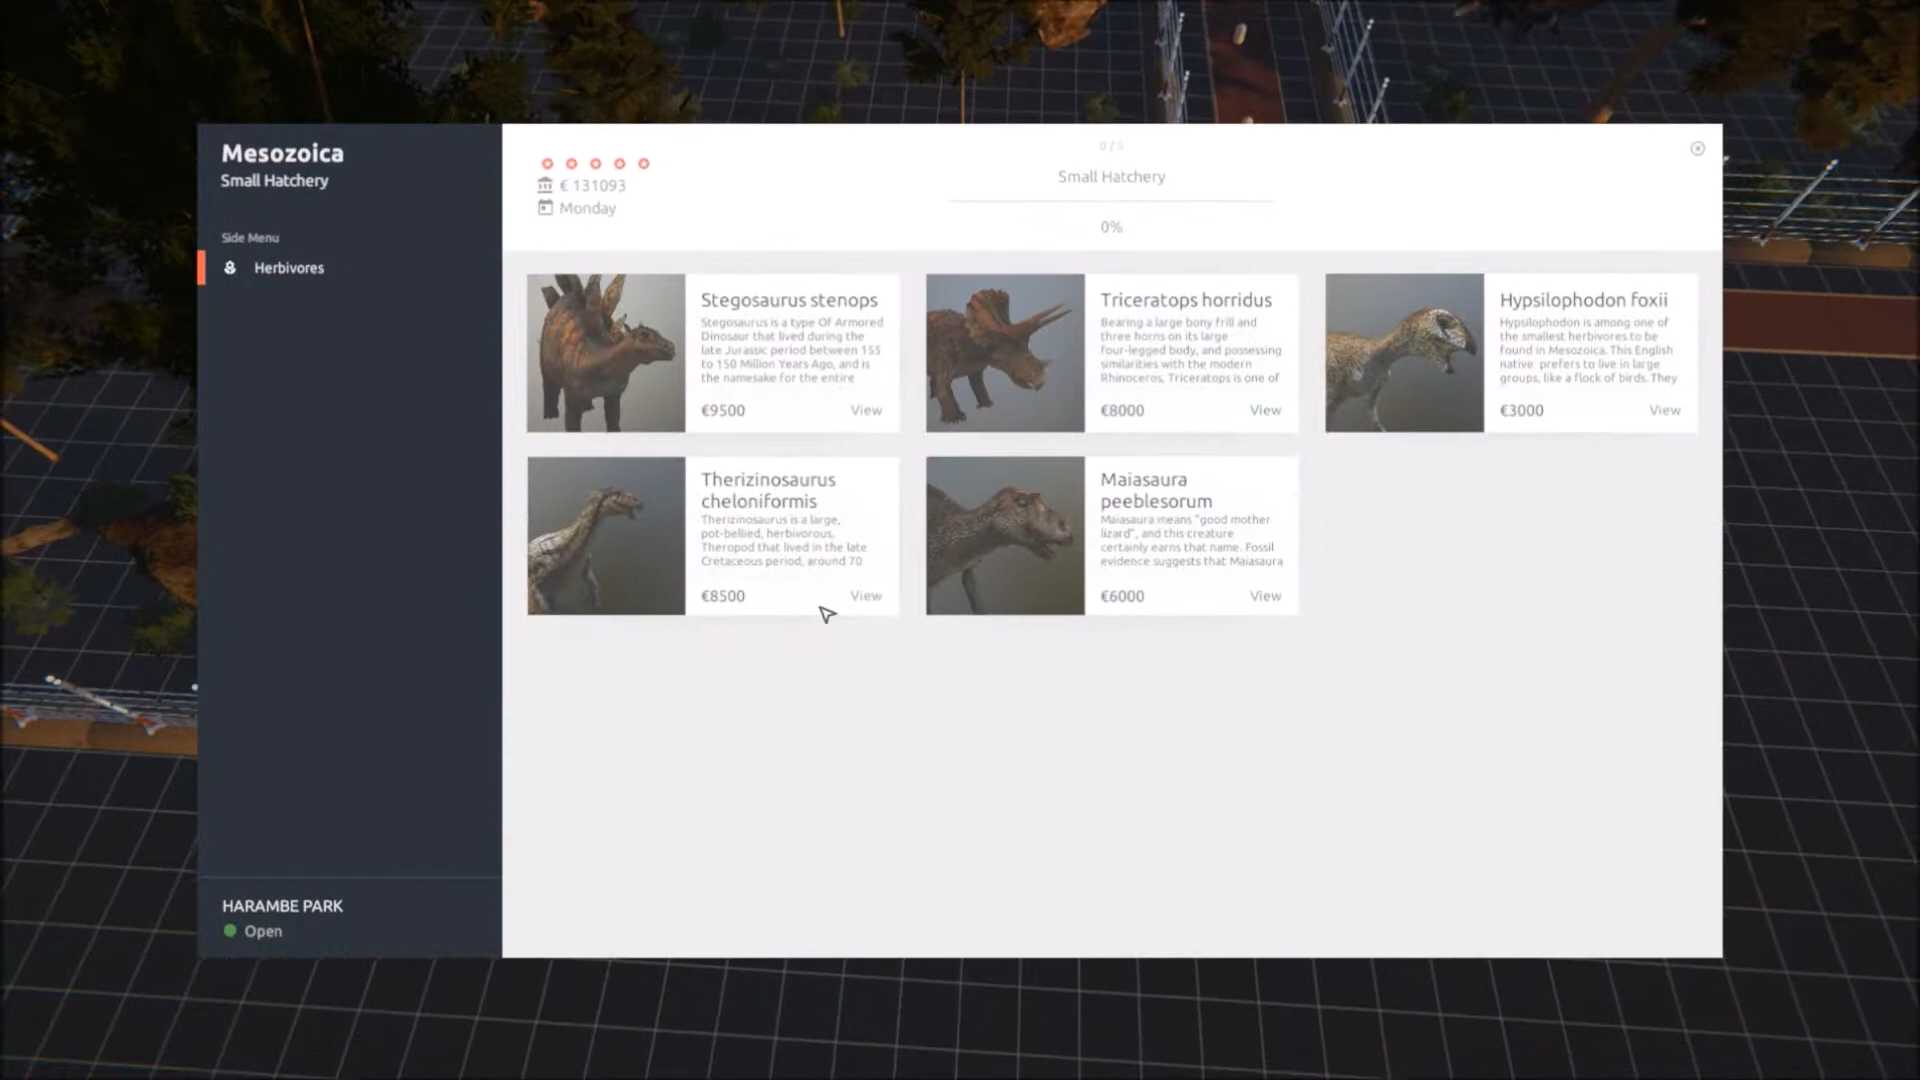 Mesozoica
Small Hatchery
Side Menu
Herbivores
HARAMBE PARK
Open
€ 131093
Monday
Small Hatchery
0%
Stegosaurus stenops
Stegosaurus is a type Of Armored
Dinosaur that lived during the
late Jurassic period between 155
to 150 Million Years Ago, and is
the namesake for the entire
€9500
View
Triceratops horridus
Bearing a large bony frill and
three horns on its large
four-legged body, and possessing
similarities with the modern
Rhinoceros, Triceratops is one of
€8000
View
Hypsilophodon foxii
Hypsilophodon is among one of
the smallest herbivores to be
found in Mesozoica. This English
native prefers to live in large
groups, like a flock of birds. They
€3000
View
Therizinosaurus
cheloniformis
Therizinosaurus is a large,
pot-bellied, herbivorous,
Theropod that lived in the late
Cretaceous period, around 70
€8500
View
Maiasaura
peeblesorum
Maiasaura means "good mother
lizard", and this creature
certainly earns that name. Fossil
evidence suggests that Maiasaura
€6000
View